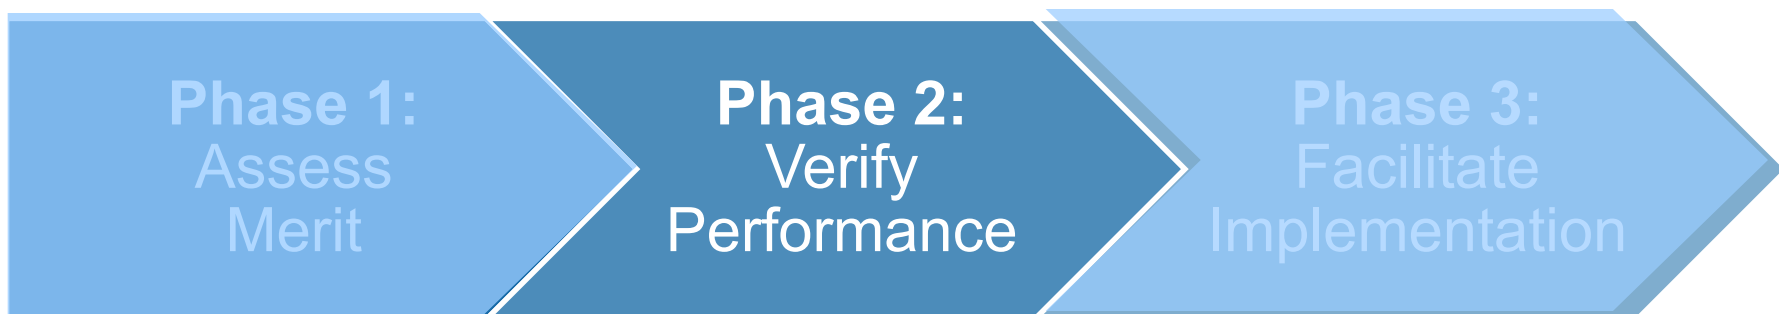 Phase 1:
Assess
Merit
Phase 2:
Verify
Performance
Phase 3:
Facilitate
Implementation